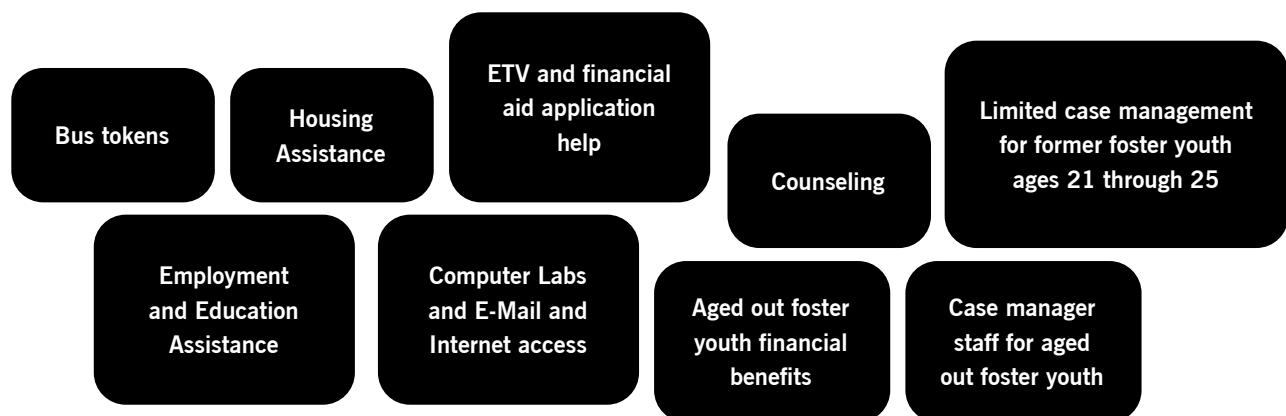 Bus tokens
Housing
Assistance
ETV and financial
aid application
help
Counseling
Limited case management
for former foster youth
ages 21 through 25
Employment
and Education
Assistance
Computer Labs
and E-Mail and
Internet access
Aged out foster
youth financial
benefits
Case manager
staff for aged
out foster youth